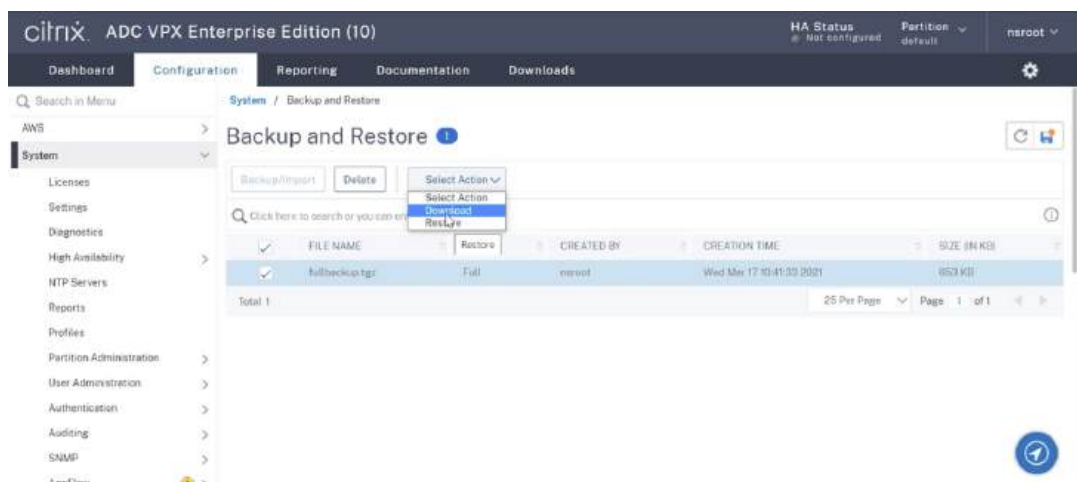 citrix ADC VPX Enterprise Edition (10)
HA Status
Not configured
Partition
default
nsroot
Dashboard Configuration Reporting Documentation Downloads
Search in Menu
AWS
System
Licenses
Settings
Diagnostics
High Availability
NTP Servers
Reports
Profiles
Partition Administration
User Administration
Authentication
Auditing
SNMP
AppFlow
System / Backup and Restore
Backup and Restore 1
Backup/Import Delete Select Action
Select Action
Download
Restore
Restore
Click here to search or you can en
FILE NAME CREATED BY CREATION TIME SIZE (IN KB)
fullbackup.tgz Full nsroot Wed Mar 17 10:41:33 2021 653 KB
Total 1 25 Per Page Page 1 of 1